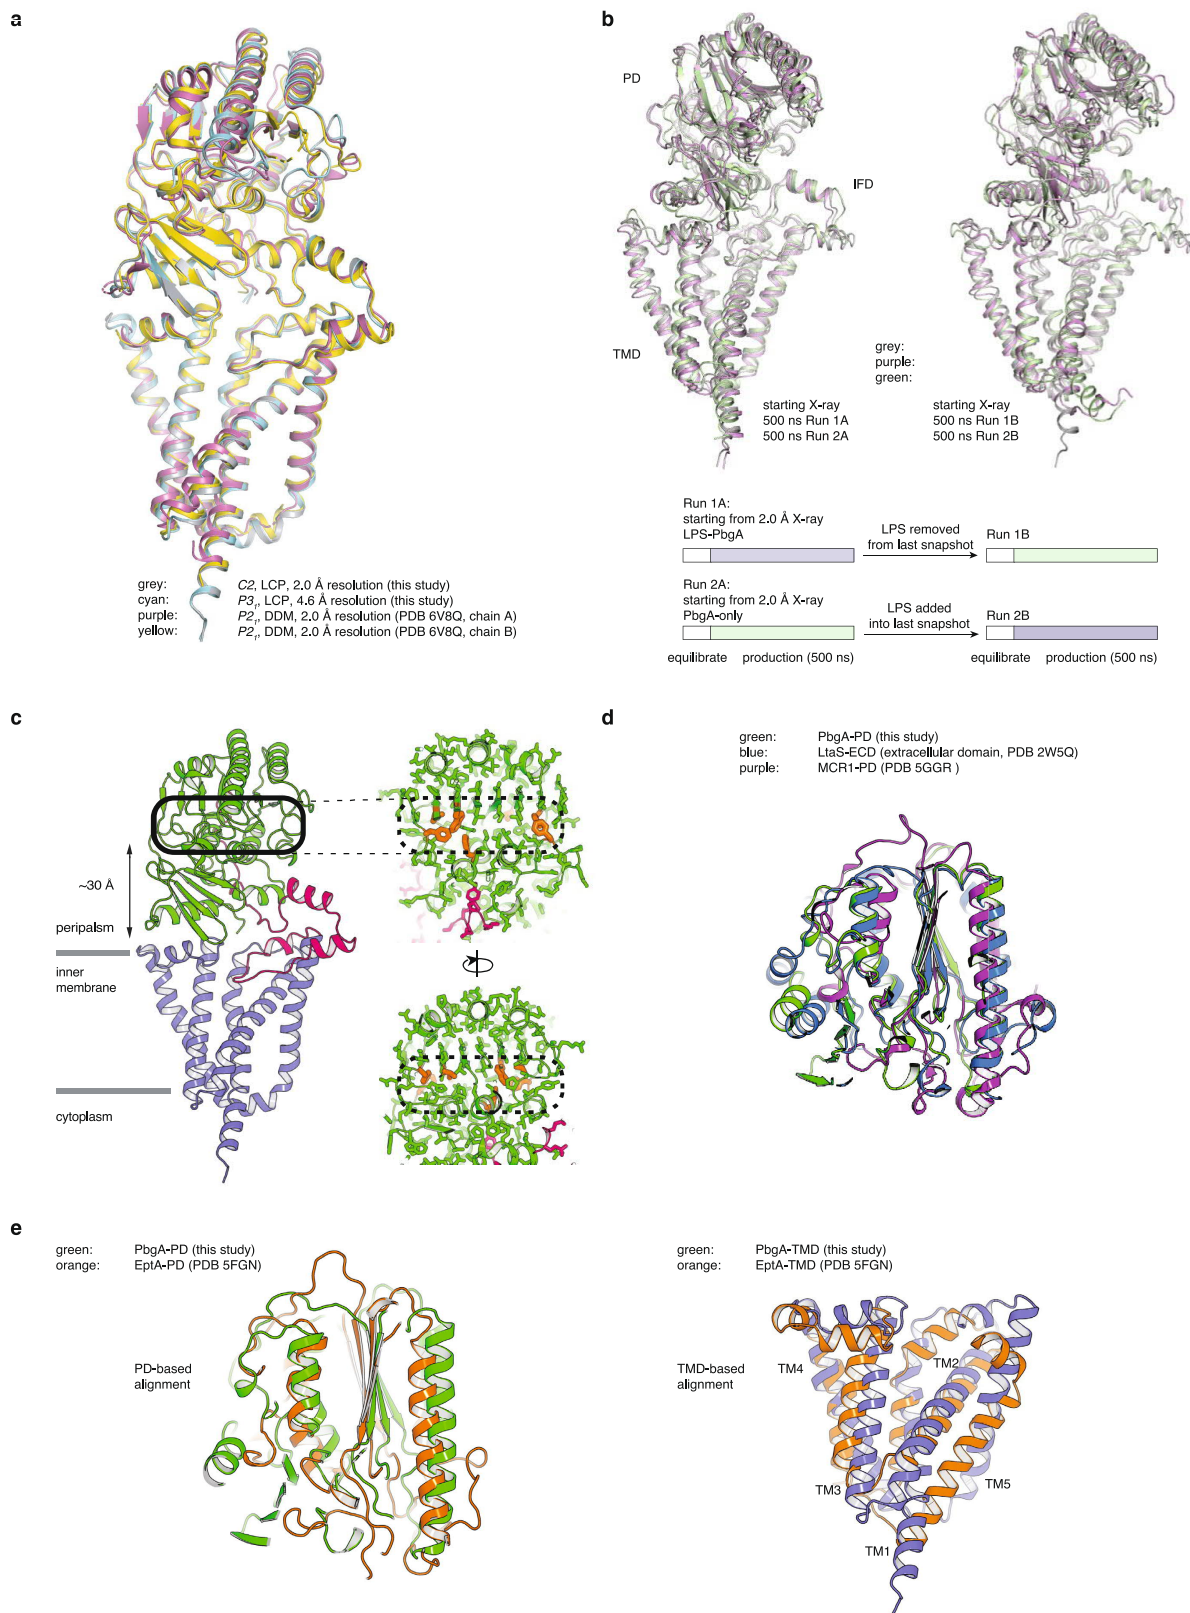 a
grey: C2, LCP, 2.0 Å resolution (this study)
cyan: P3₁, LCP, 4.6 Å resolution (this study)
purple: P2₁, DDM, 2.0 Å resolution (PDB 6V8Q, chain A)
yellow: P2₁, DDM, 2.0 Å resolution (PDB 6V8Q, chain B)
b
PD
IFD
TMD
grey:
purple:
green:
starting X-ray
500 ns Run 1A
500 ns Run 2A
starting X-ray
500 ns Run 1B
500 ns Run 2B
Run 1A:
starting from 2.0 Å X-ray
LPS-PbgA
LPS removed
from last snapshot
Run 1B
Run 2A:
starting from 2.0 Å X-ray
PbgA-only
LPS added
into last snapshot
Run 2B
equilibrate production (500 ns)
equilibrate production (500 ns)
c
~30 Å
peripalsm
inner
membrane
cytoplasm
d
green: PbgA-PD (this study)
blue: LtaS-ECD (extracellular domain, PDB 2W5Q)
purple: MCR1-PD (PDB 5GGR )
e
green: PbgA-PD (this study)
orange: EptA-PD (PDB 5FGN)
PD-based
alignment
green: PbgA-TMD (this study)
orange: EptA-TMD (PDB 5FGN)
TMD-based
alignment
TM4
TM2
TM3
TM5
TM1